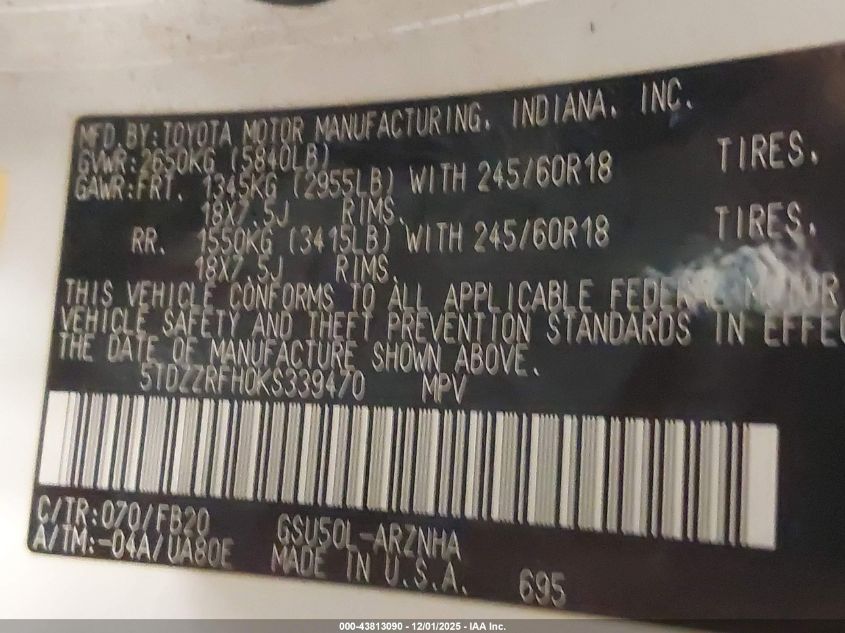 MFD. BY: TOYOTA MOTOR MANUFACTURING, INDIANA, INC.
GVWR: 2650KG (5840LB)
GAWR: FRT. 1345KG (2955LB) WITH 245/60R18 TIRES,
18X7.5J RIMS.
RR. 1550KG (3415LB) WITH 245/60R18 TIRES,
18X7.5J RIMS.
THIS VEHICLE CONFORMS TO ALL APPLICABLE FEDERAL MOTOR
VEHICLE SAFETY AND THEFT PREVENTION STANDARDS IN EFFEC
THE DATE OF MANUFACTURE SHOWN ABOVE.
5TDZZRFH0KS339470 MPV
C/TR: 070/FB20 GSU50L-ARZNHA
A/TM: -04A/UA80E MADE IN U.S.A. 695
000-43813090 - 12/01/2025 - IAA Inc.